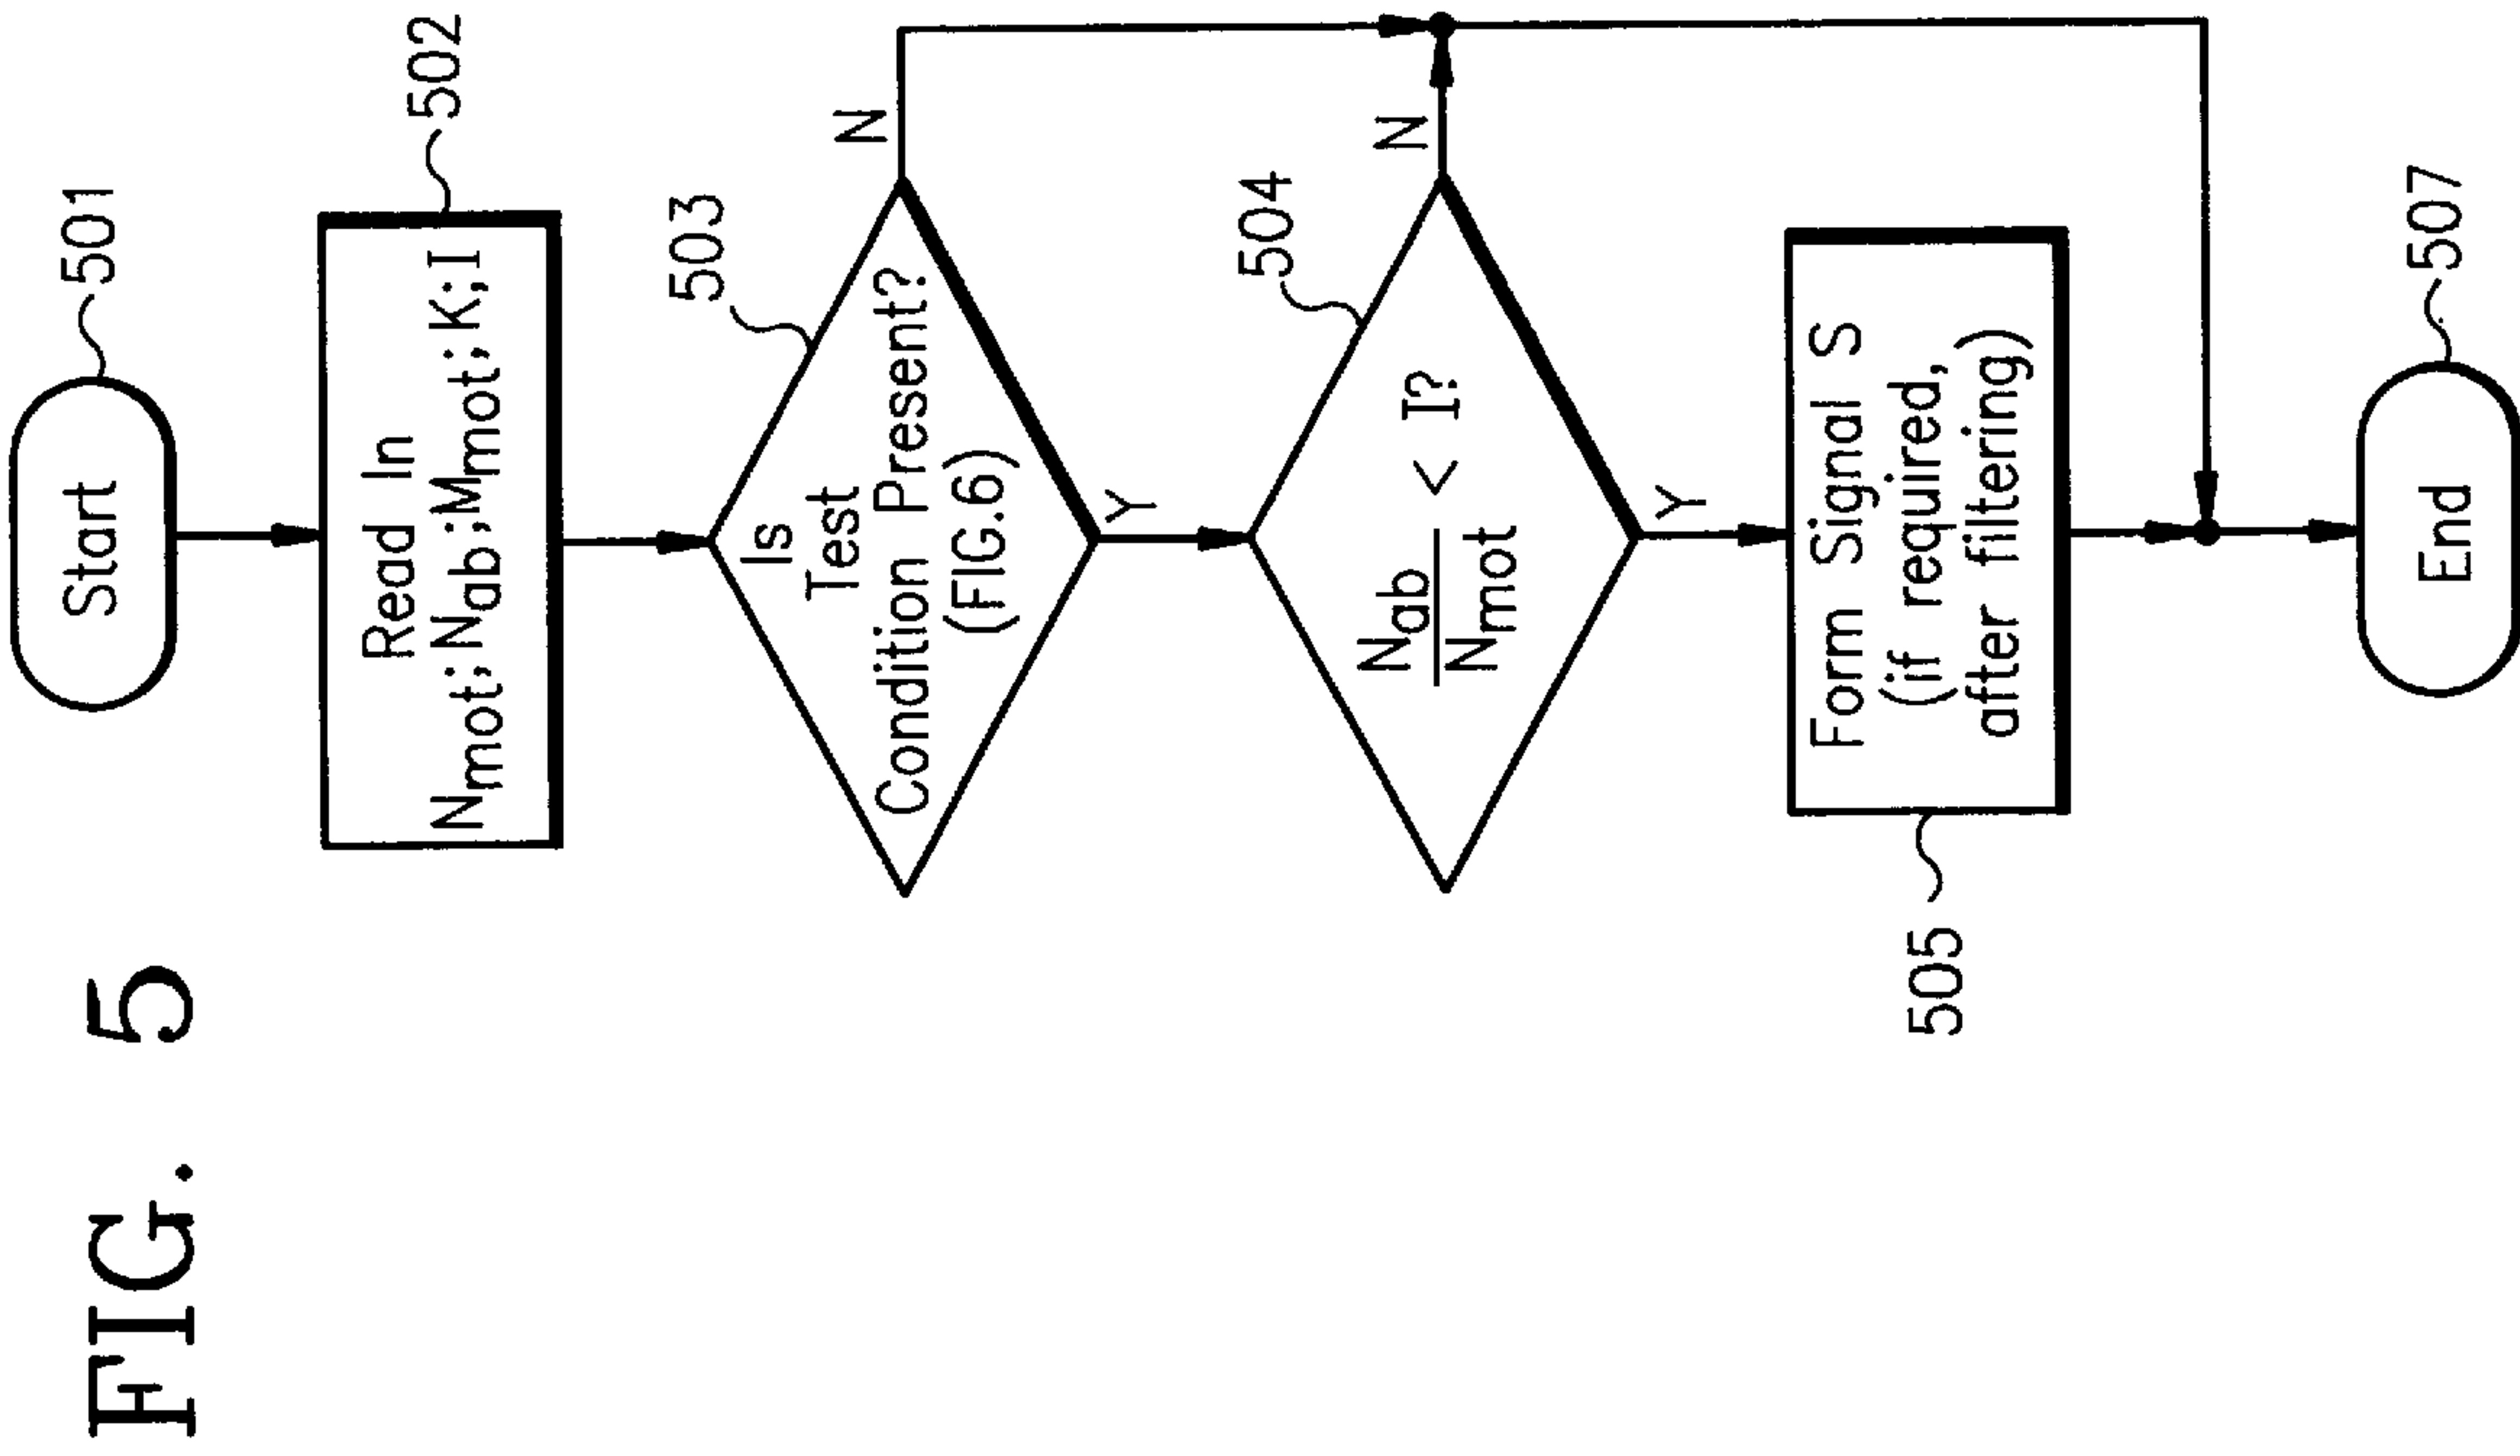 FIG. 5
Start
501
Read In
Nmot;Nab;Mmot;K;I
502
Is
Test
Condition Present?
(FIG.6)
503
N
Y
Nab
Nmot
< I?
504
N
Y
Form Signal S
(if required,
after filtering)
505
End
507